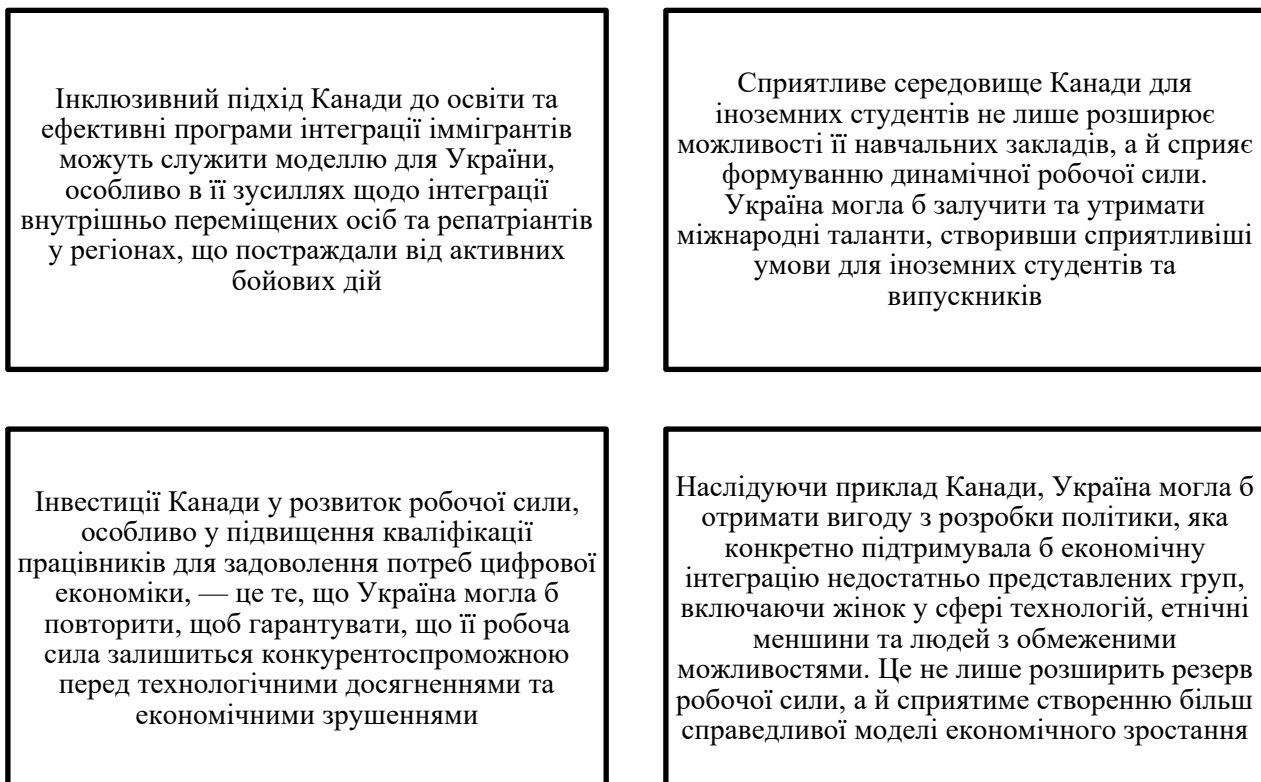 Інклюзивний підхід Канади до освіти та
ефективні програми інтеграції іммігрантів
можуть служити моделлю для України,
особливо в її зусиллях щодо інтеграції
внутрішньо переміщених осіб та репатріантів
у регіонах, що постраждали від активних
бойових дій
Сприятливе середовище Канади для
іноземних студентів не лише розширює
можливості її навчальних закладів, а й сприяє
формуванню динамічної робочої сили.
Україна могла б залучити та утримати
міжнародні таланти, створивши сприятливіші
умови для іноземних студентів та
випускників
Інвестиції Канади у розвиток робочої сили,
особливо у підвищення кваліфікації
працівників для задоволення потреб цифрової
економіки, — це те, що Україна могла б
повторити, щоб гарантувати, що її робоча
сила залишиться конкурентоспроможною
перед технологічними досягненнями та
економічними зрушеннями
Наслідуючи приклад Канади, Україна могла б
отримати вигоду з розробки політики, яка
конкретно підтримувала б економічну
інтеграцію недостатньо представлених груп,
включаючи жінок у сфері технологій, етнічні
меншини та людей з обмеженими
можливостями. Це не лише розширить резерв
робочої сили, а й сприятиме створенню більш
справедливої моделі економічного зростання